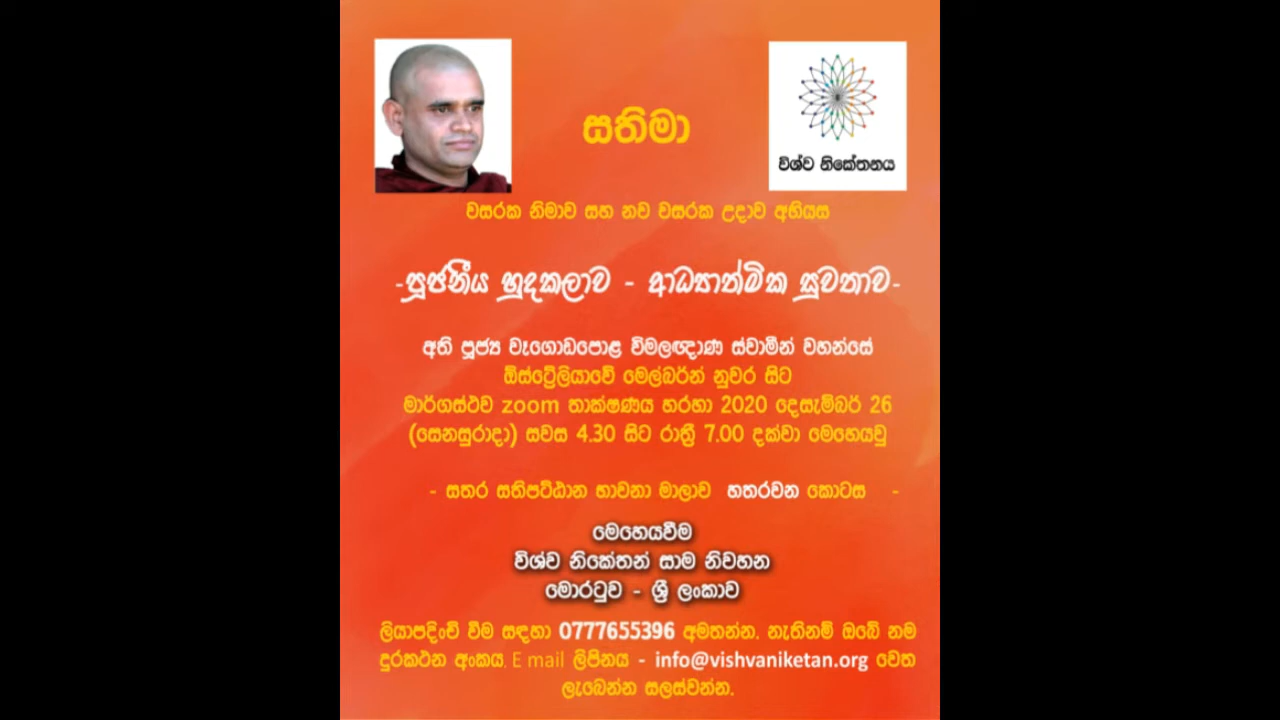 සතිමා
විශ්ව නිකේතනය
වසරක නිමාව සහ නව වසරක උදාව අභියස
-පූජනීය හුදකලාව - ආධ්‍යාත්මික සුවතාව-
අති පූජ්‍ය වෑගොඩපොළ විමලඥාණ ස්වාමීන් වහන්සේ
ඕස්ට්‍රේලියාවේ මෙල්බර්න් නුවර සිට
මාර්ගස්ථව zoom තාක්ෂණය හරහා 2020 දෙසැම්බර් 26
(සෙනසුරාදා) සවස 4.30 සිට රාත්‍රී 7.00 දක්වා මෙහෙයවූ
- සතර සතිපට්ඨාන භාවනා මාලාව හතරවන කොටස -
මෙහෙයවීම
විශ්ව නිකේතන් සාම නිවහන
මොරටුව - ශ්‍රී ලංකාව
ලියාපදිංචි වීම සඳහා 0777655396 අමතන්න. නැතිනම් ඔබේ නම
දුරකථන අංකය, E mail ලිපිනය - info@vishvaniketan.org වෙත
ලැබෙන්න සලස්වන්න.